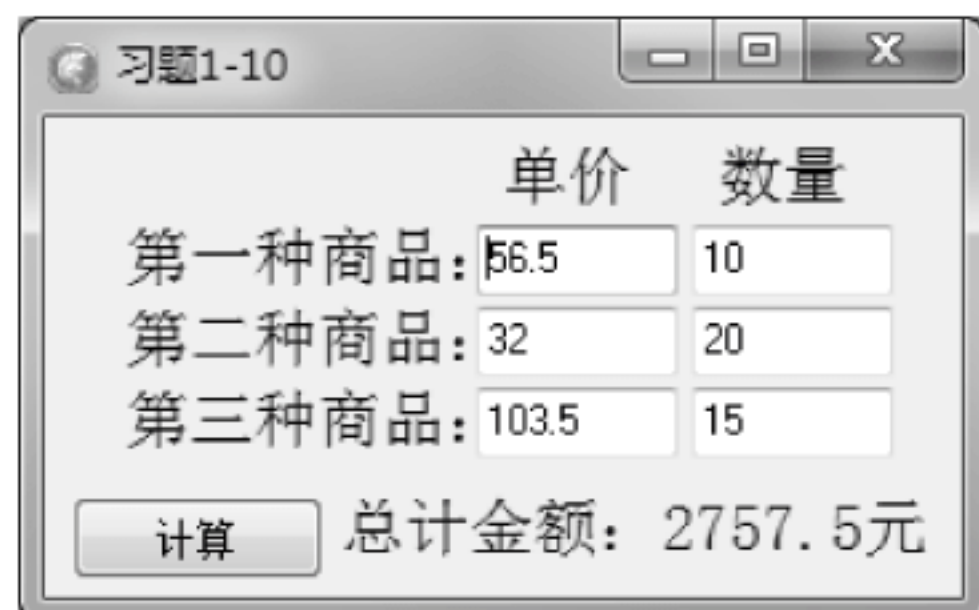 习题1-10
单价 数量
第一种商品: 56.5 10
第二种商品: 32 20
第三种商品: 103.5 15
计算 总计金额: 2757.5元